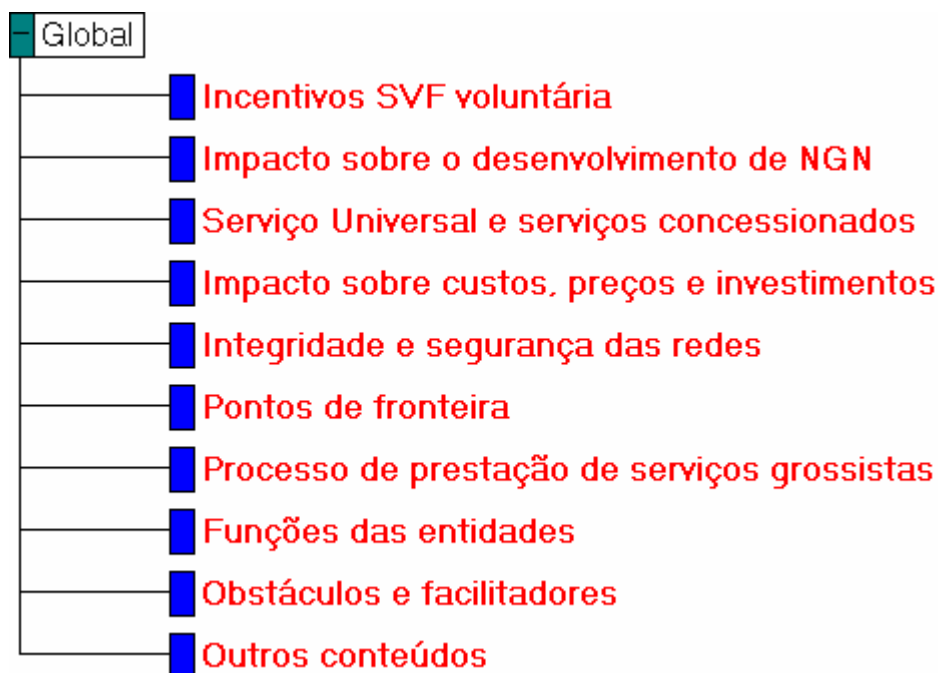 Global
Incentivos SVF voluntária
Impacto sobre o desenvolvimento de NGN
Serviço Universal e serviços concessionados
Impacto sobre custos, preços e investimentos
Integridade e segurança das redes
Pontos de fronteira
Processo de prestação de serviços grossistas
Funções das entidades
Obstáculos e facilitadores
Outros conteúdos